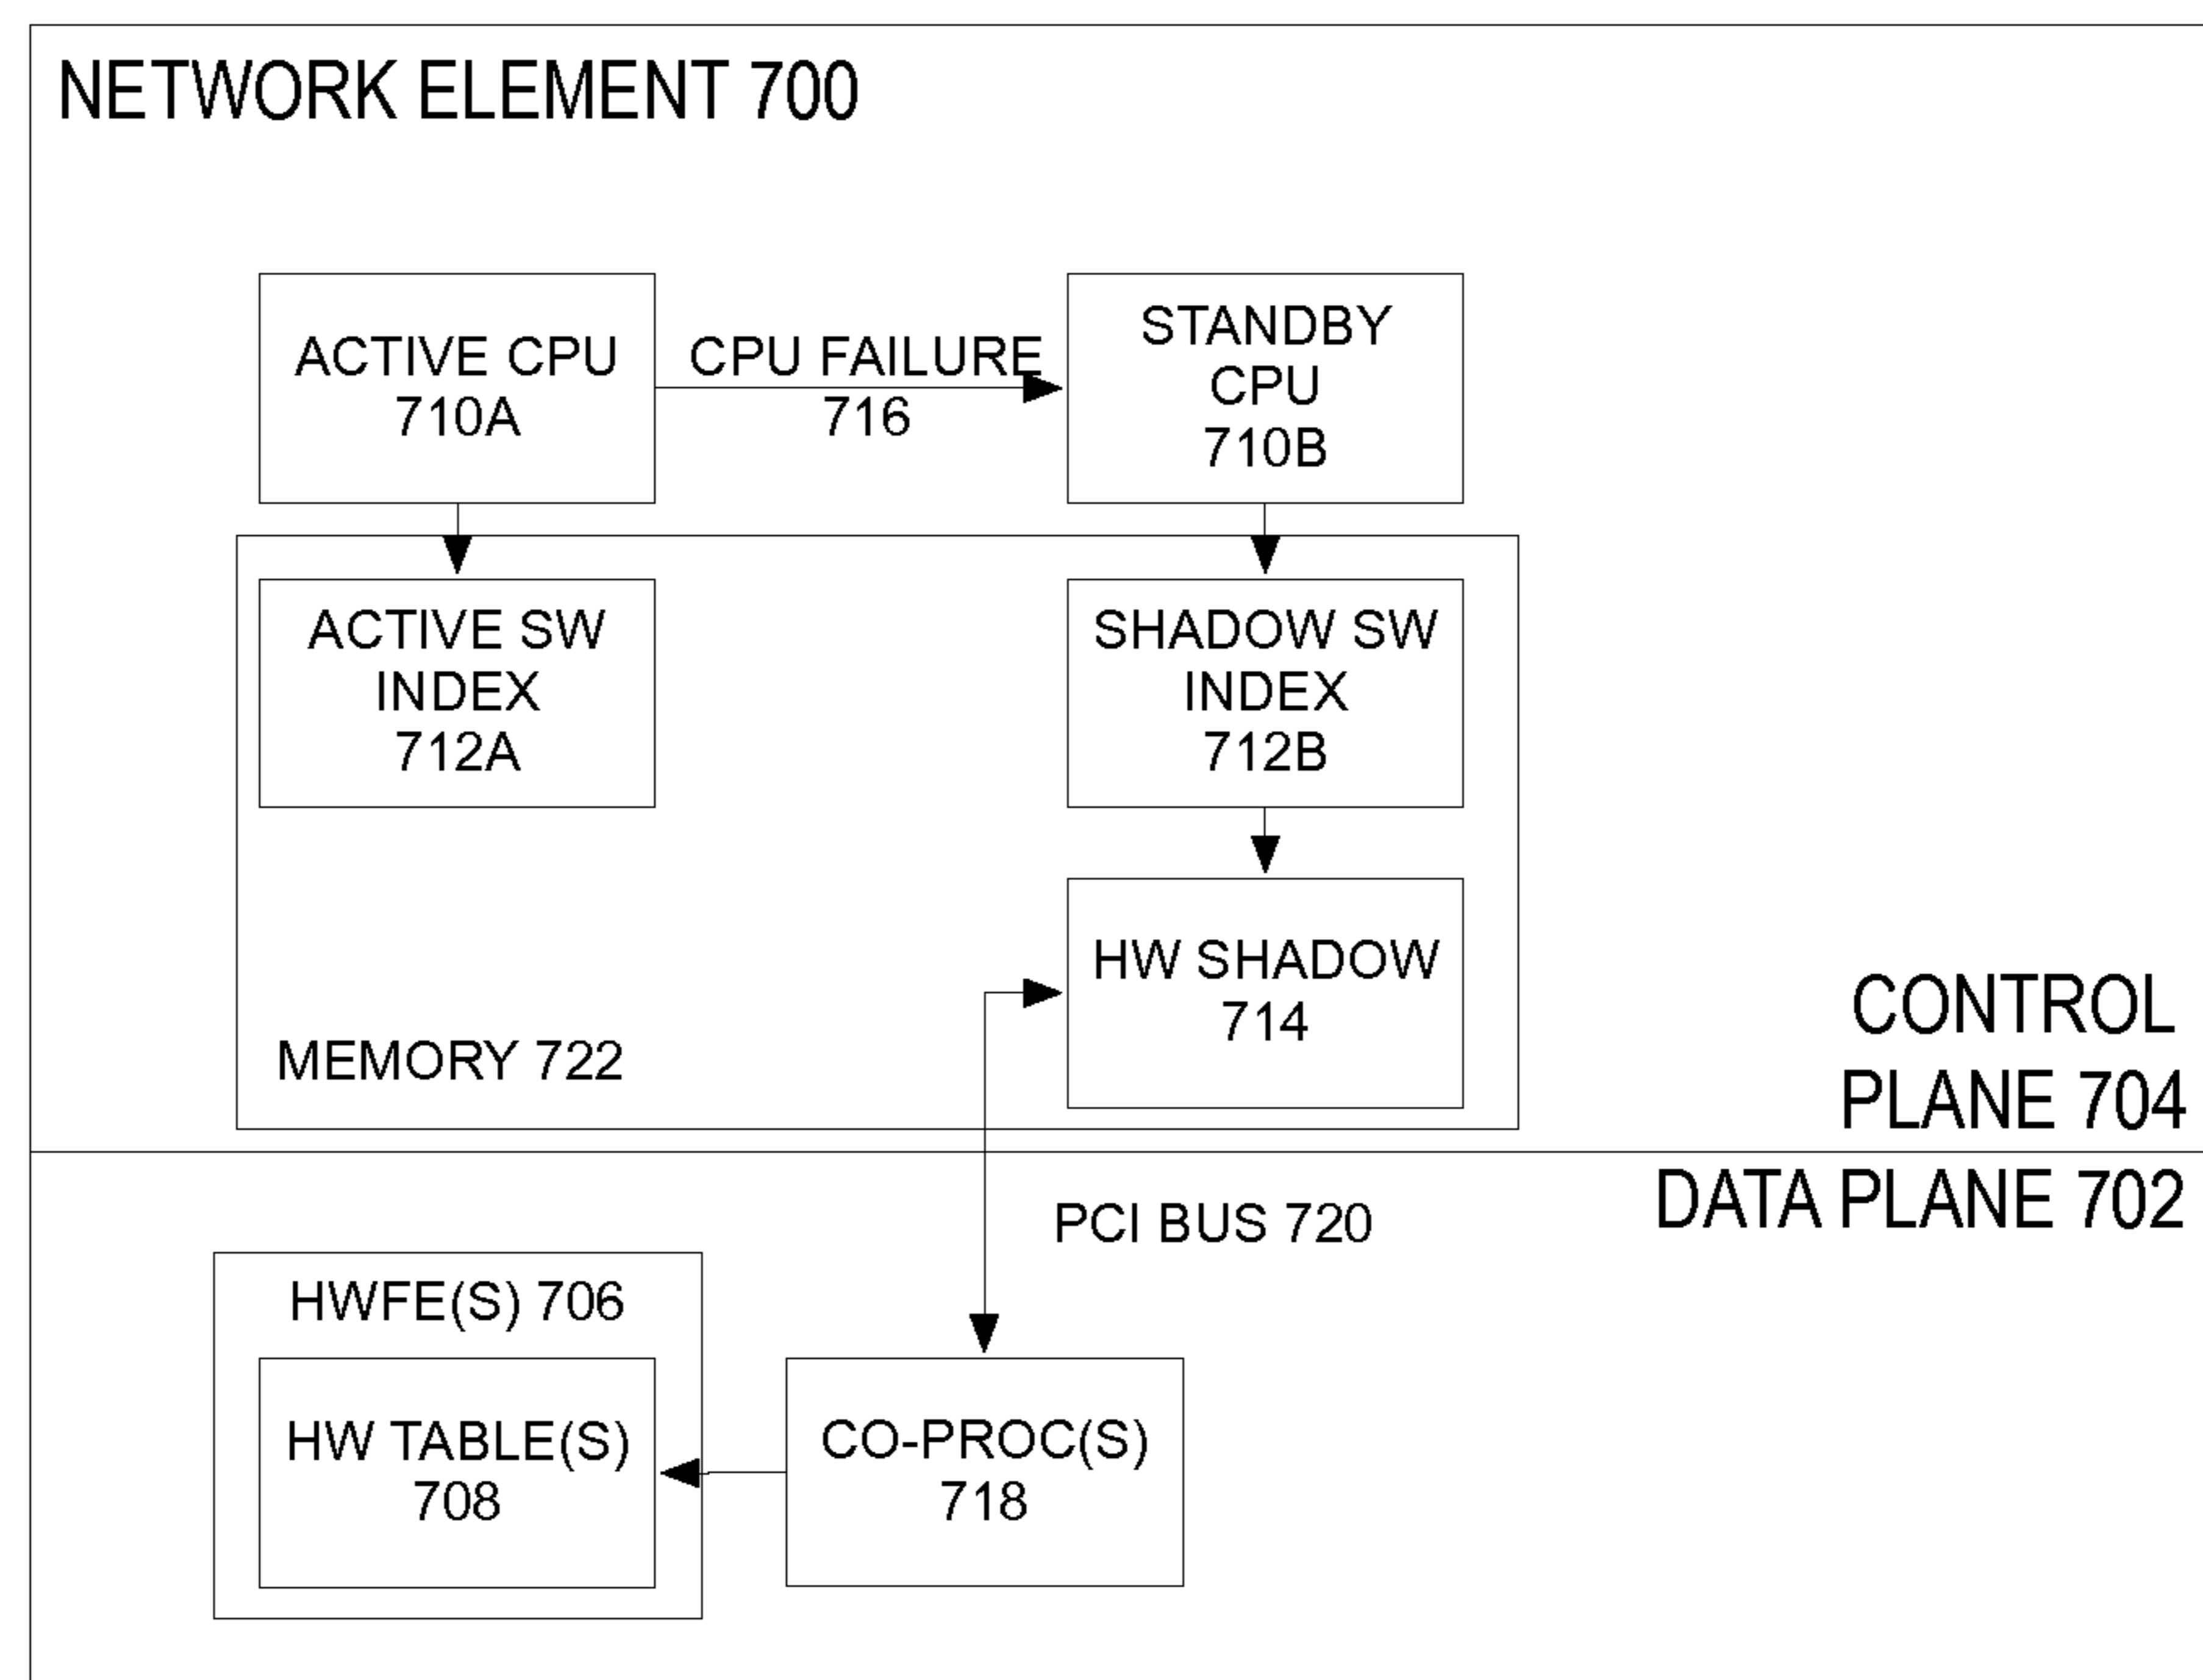 NETWORK ELEMENT 700
ACTIVE CPU
710A
CPU FAILURE
716
STANDBY
CPU
710B
ACTIVE SW
INDEX
712A
SHADOW SW
INDEX
712B
HW SHADOW
714
MEMORY 722
CONTROL
PLANE 704
DATA PLANE 702
PCI BUS 720
HWFE(S) 706
HW TABLE(S)
708
CO-PROC(S)
718